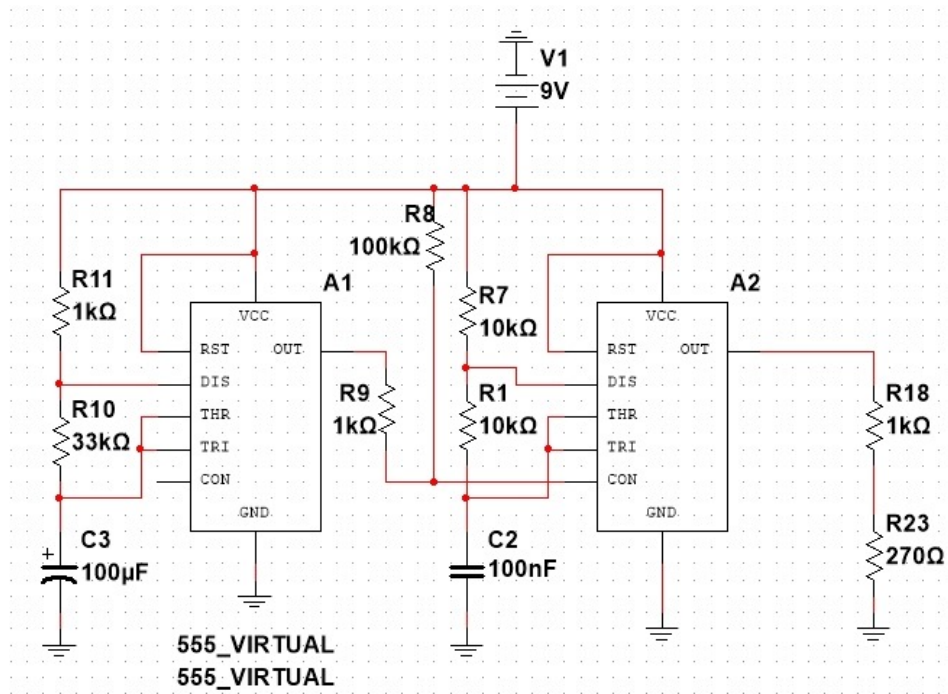 V1
9V
R8
100kΩ
R11
1kΩ
A1
R7
10kΩ
A2
VCC
VCC
RST OUT
RST OUT
DIS
DIS
R10
33kΩ
R9
1kΩ
R1
10kΩ
R18
1kΩ
THR
THR
TRI
TRI
CON
CON
GND
GND
C3
+
100µF
C2
100nF
R23
270Ω
555_VIRTUAL
555_VIRTUAL